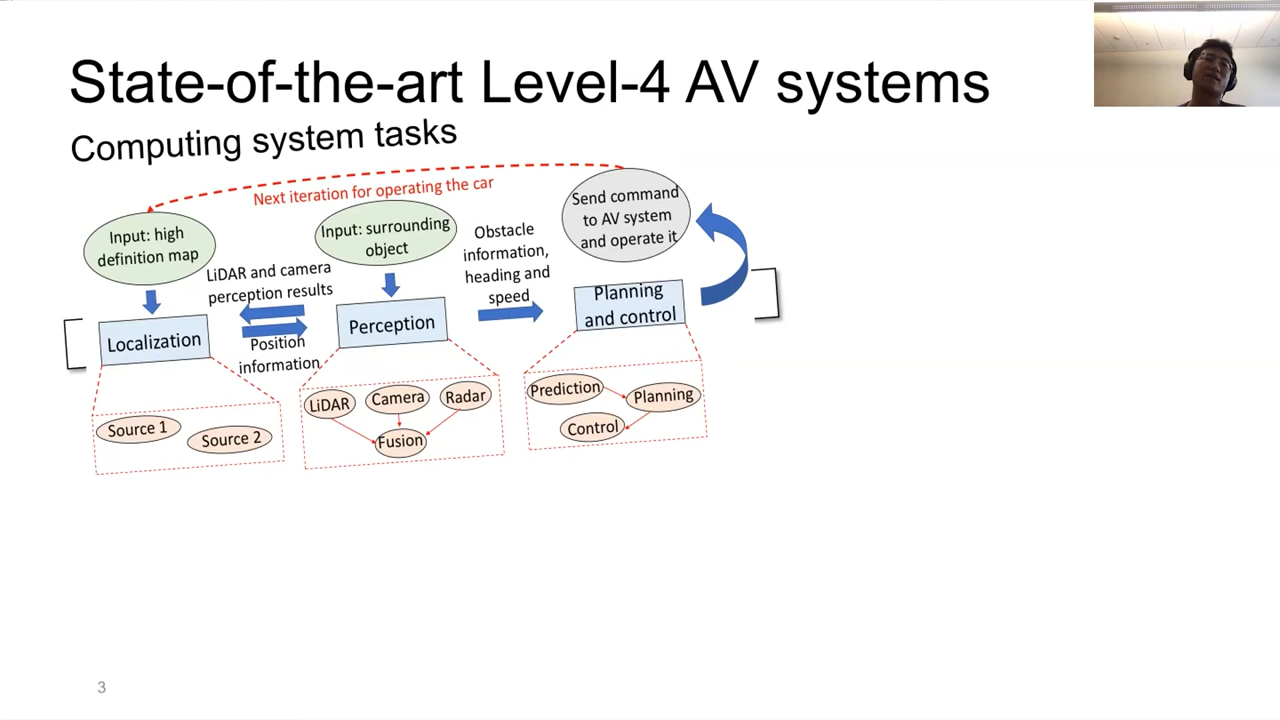 State-of-the-art Level-4 AV systems
Computing system tasks
Next iteration for operating the car
Input: high
definition map
Input: surrounding
object
Send command
to AV system
and operate it
LiDAR and camera
perception results
Obstacle
information,
heading and
speed
Localization
Position
information
Perception
Planning
and control
Source 1
Source 2
LiDAR
Camera
Radar
Fusion
Prediction
Planning
Control
3